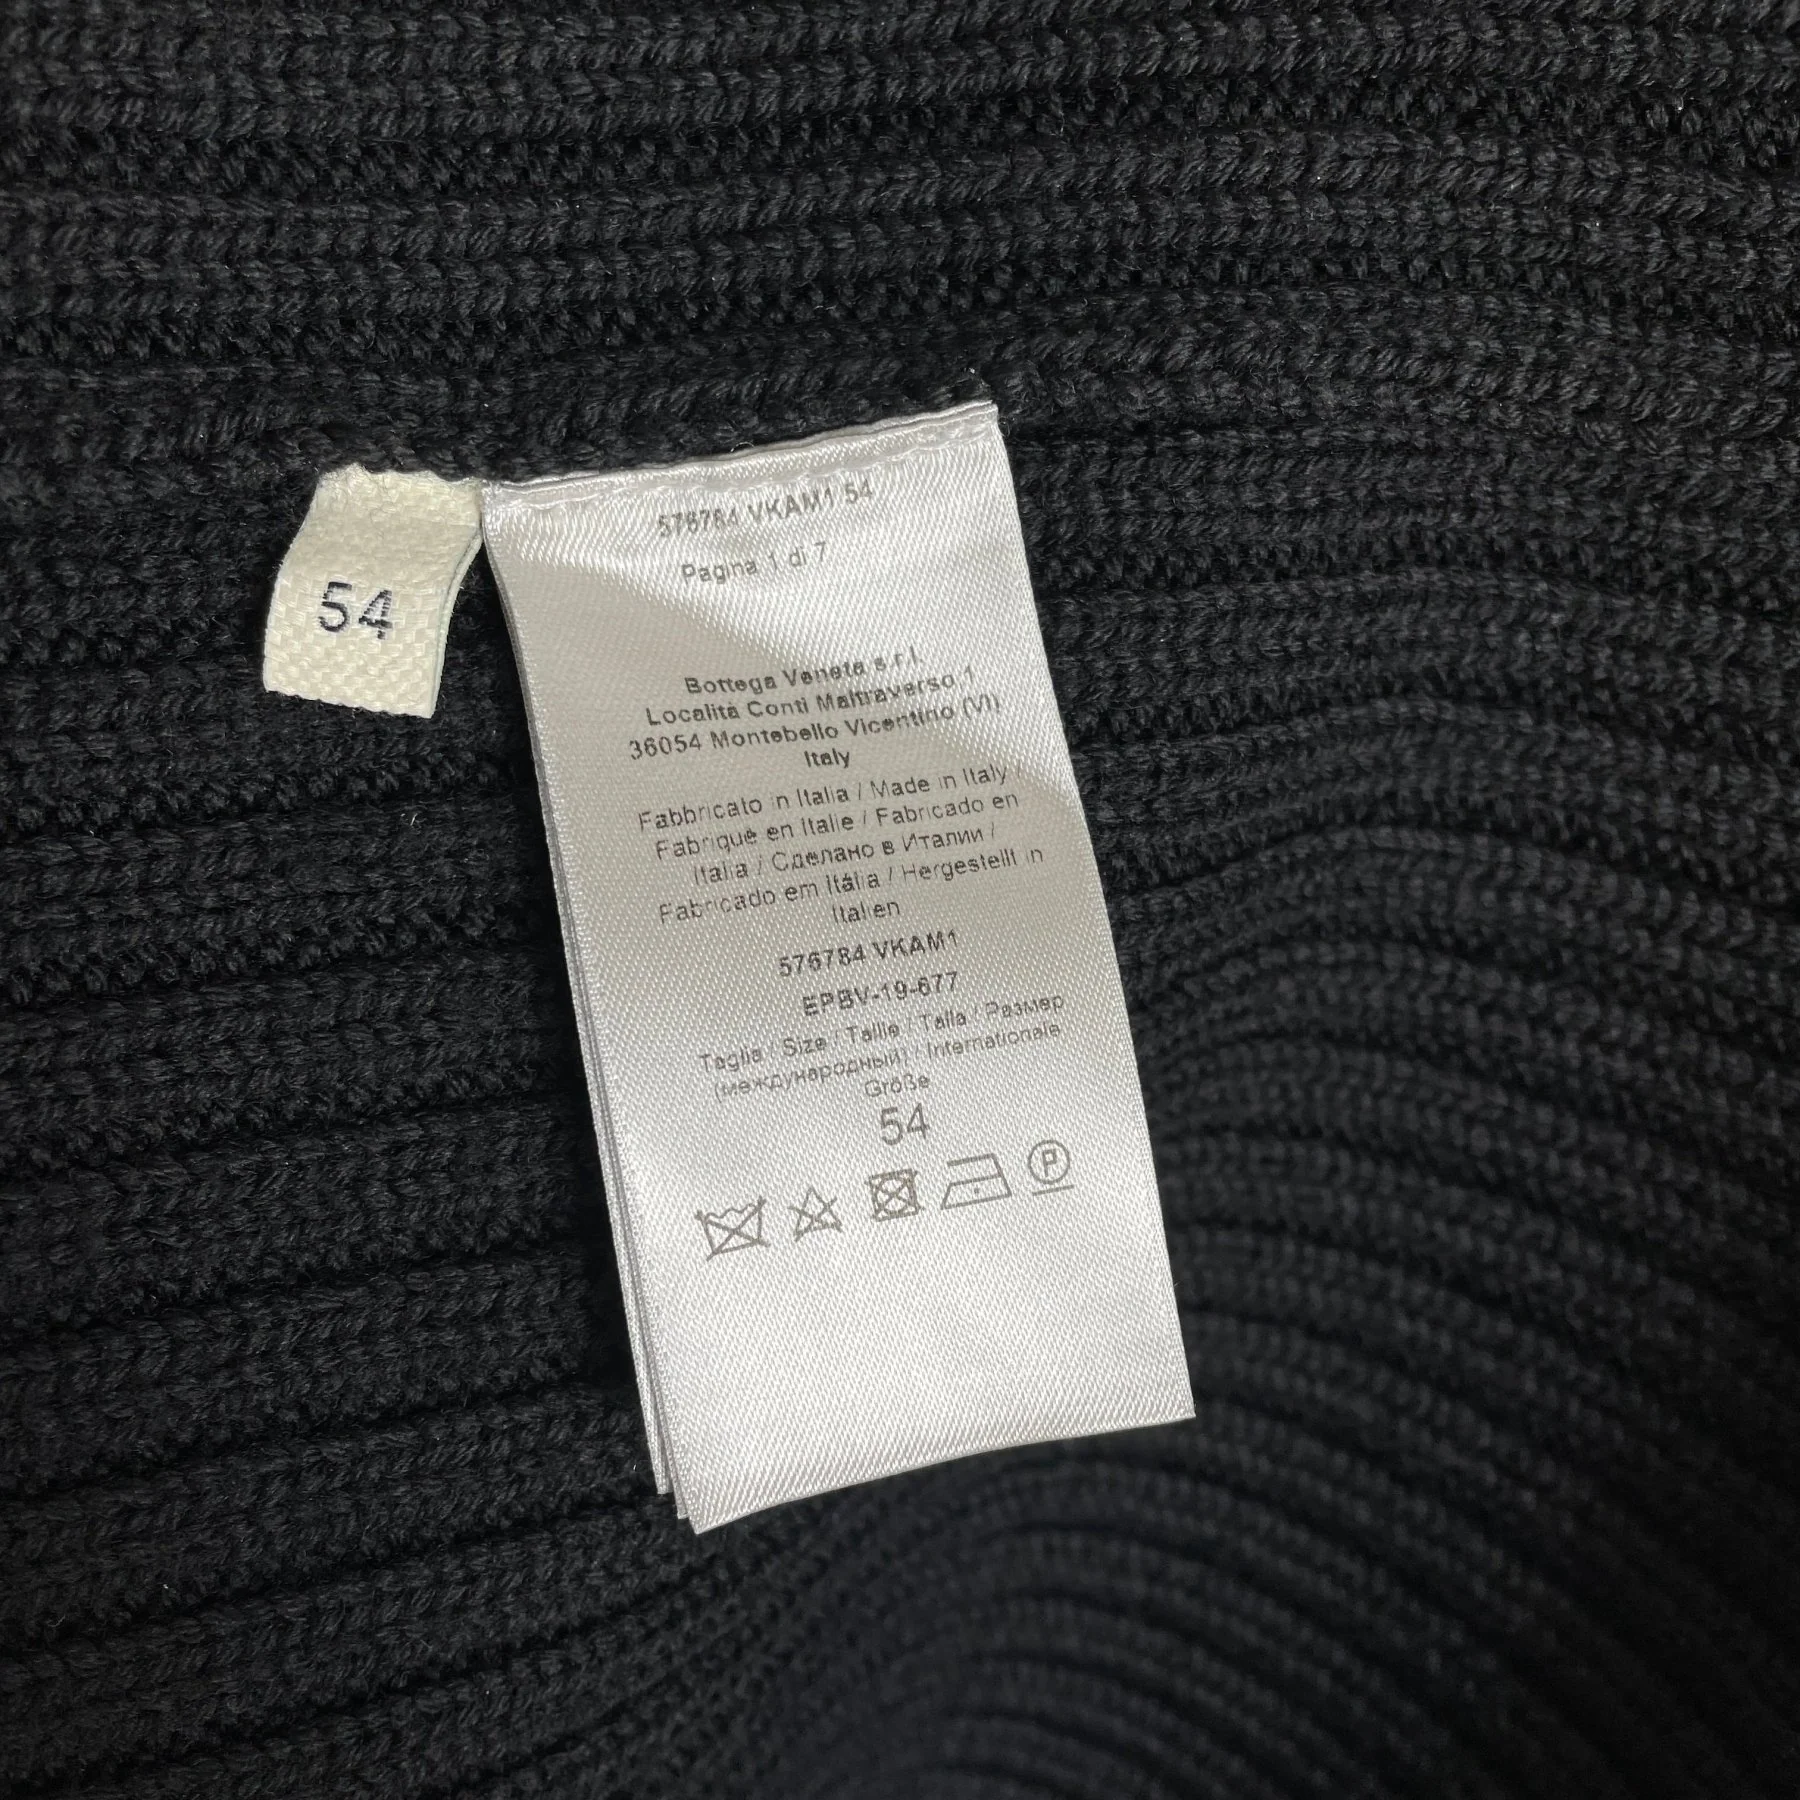 54
576784 VKAM1 54
Pagina 1 di 7
Bottega Veneta s.r.l.
Località Conti Maltraverso 1
36054 Montebello Vicentino (VI)
Italy
Fabbricato in Italia / Made in Italy /
Fabriqué en Italie / Fabricado en
Italia / Сделано в Италии /
Fabricado em Itália / Hergestellt in
Italien
576784 VKAM1
EPBV-19-677
Taglia / Size / Taille / Talla / Размер
(международный) / Internationale
Größe
54
P